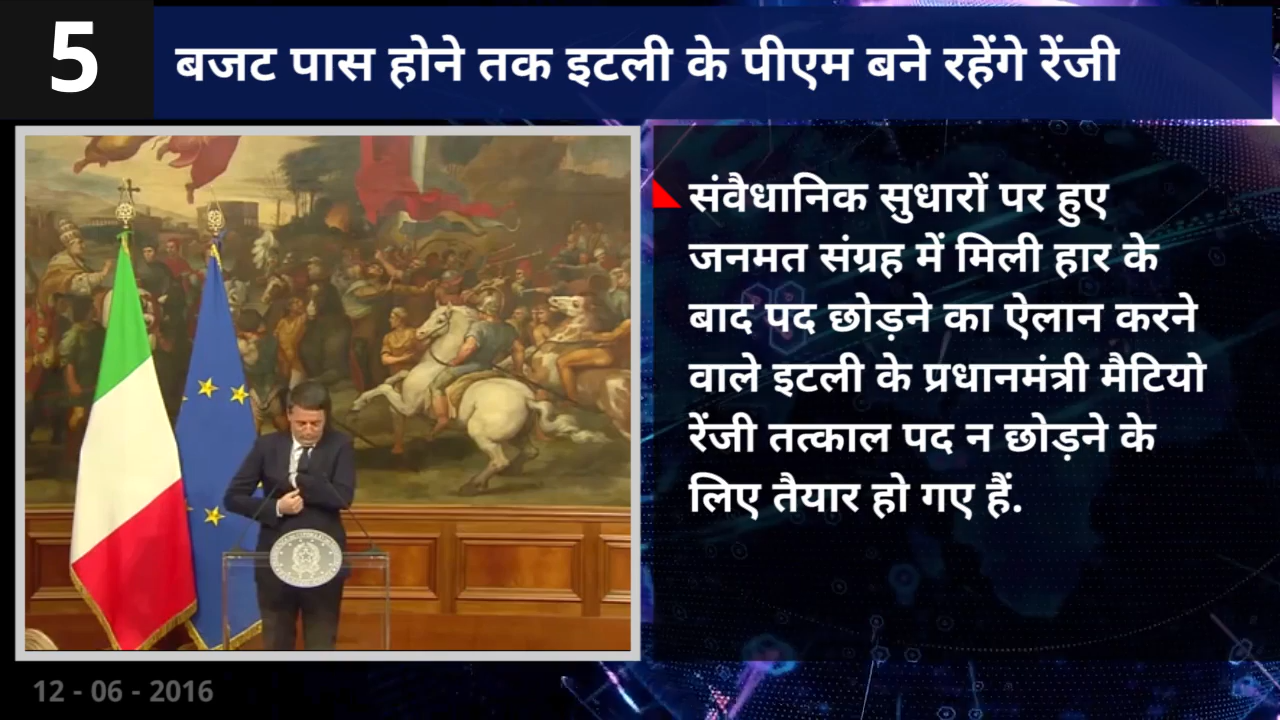 5
बजट पास होने तक इटली के पीएम बने रहेंगे रेंजी
संवैधानिक सुधारों पर हुए
जनमत संग्रह में मिली हार के
बाद पद छोड़ने का ऐलान करने
वाले इटली के प्रधानमंत्री मैटियो
रेंजी तत्काल पद न छोड़ने के
लिए तैयार हो गए हैं.
12 - 06 - 2016